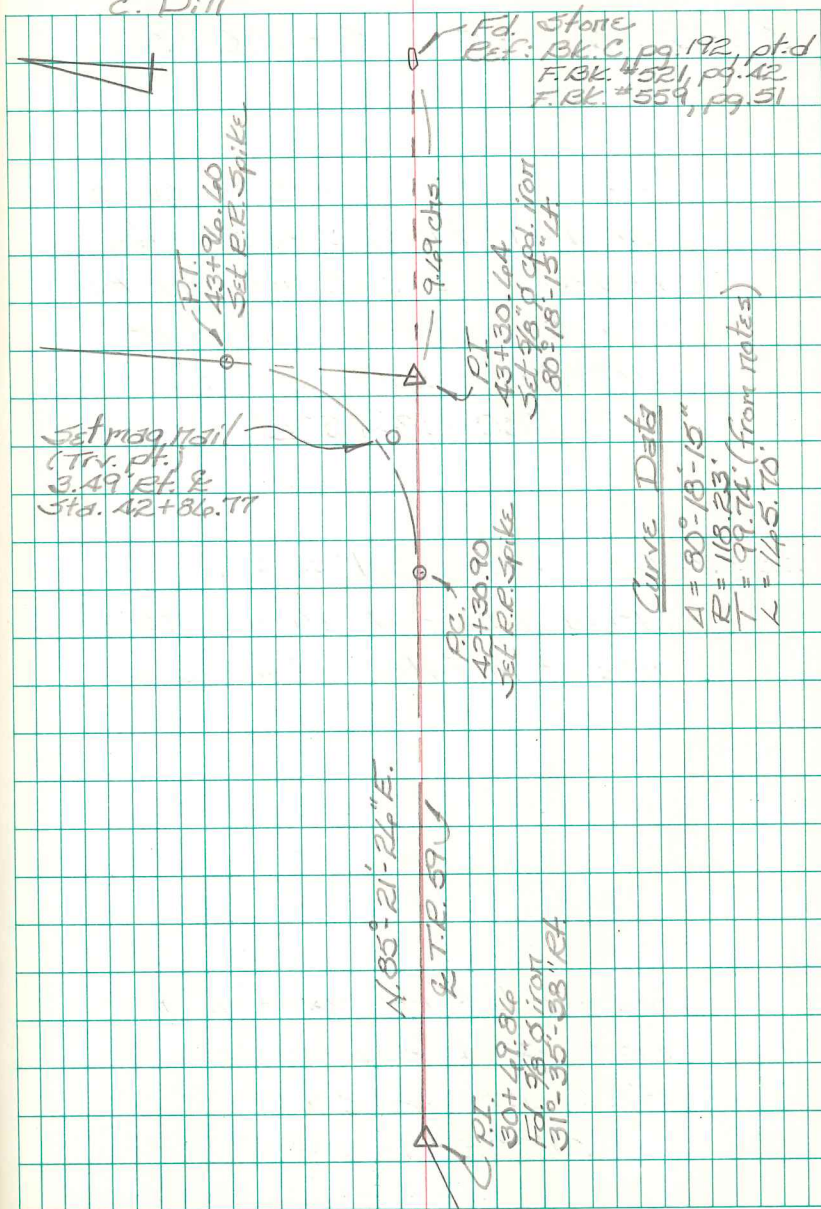 C. Dill
Fd. Stone
Ref: Bk. C, pg. 192, pt. d
F.Bk. #521, pg. 42
F.Bk. #559, pg. 51
P.T.
43+96.60
Set R.R. Spike
9.69 chs.
P.I.
43+30.64
Set 5/8" ø cpd. iron
80°-18'-15" Lt.
Set mag nail
(Trv. pt.)
3.49' Rt. ℄
Sta. 42+86.77
P.C.
42+30.90
Set R.R. Spike
Curve Data
Δ = 80°-18'-15"
R = 118.23'
T = 99.74' (from notes)
L = 165.70'
N. 85°-21'-26" E.
℄ T.R. 59
P.I.
30+69.86
Fd. 5/8" ø iron
31°-35'-38" Rt.